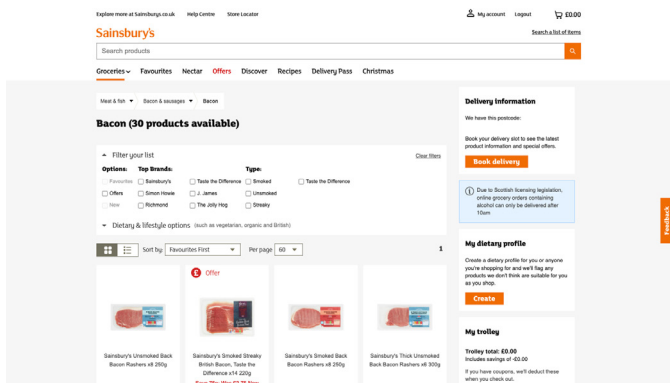 Explore more at Sainsburys.co.uk Help Centre Store Locator
My account Logout £0.00
Sainsbury's
Search a list of items
Search products
Groceries Favourites Nectar Offers Discover Recipes Delivery Pass Christmas
Meat & fish Bacon & sausages Bacon
Bacon (30 products available)
Filter your list Clear filters
Options: Top Brands: Type:
Favourites Sainsbury's Taste the Difference Smoked Taste the Difference
Offers Simon Howie J. James Unsmoked
New Richmond The Jolly Hog Streaky
Dietary & lifestyle options (such as vegetarian, organic and British)
Sort by: Favourites First Per page 60 1
£ Offer
Sainsbury's Unsmoked Back
Bacon Rashers x8 250g
Sainsbury's Smoked Streaky
British Bacon, Taste the
Difference x14 220g
Sainsbury's Smoked Back
Bacon Rashers x8 250g
Sainsbury's Thick Unsmoked
Back Bacon Rashers x6 300g
Delivery Information
We have this postcode:
Book your delivery slot to see the latest
product information and special offers.
Book delivery
Due to Scottish licensing legislation,
online grocery orders containing
alcohol can only be delivered after
10am
My dietary profile
Create a dietary profile for you or anyone
you're shopping for and we'll flag any
products we don't think are suitable for you
as you shop.
Create
My trolley
Trolley total: £0.00
Includes savings of -£0.00
If you have coupons, we'll deduct these
when you check out.
Feedback